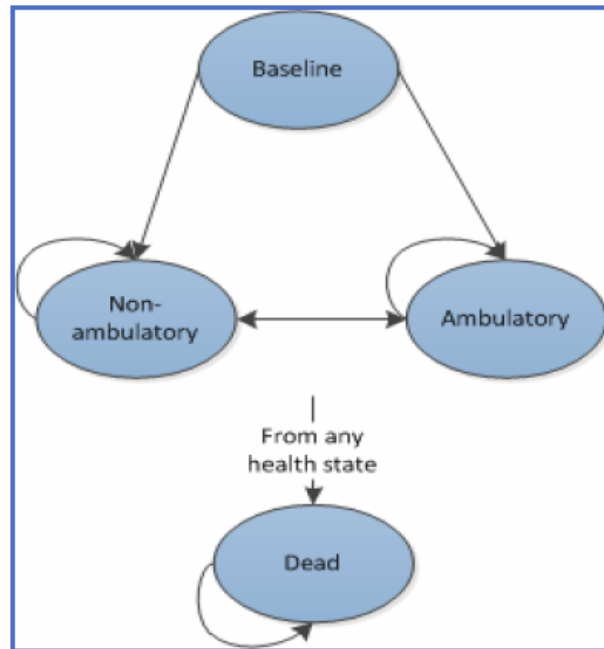 Baseline
Non-
ambulatory
Ambulatory
From any
health state
Dead